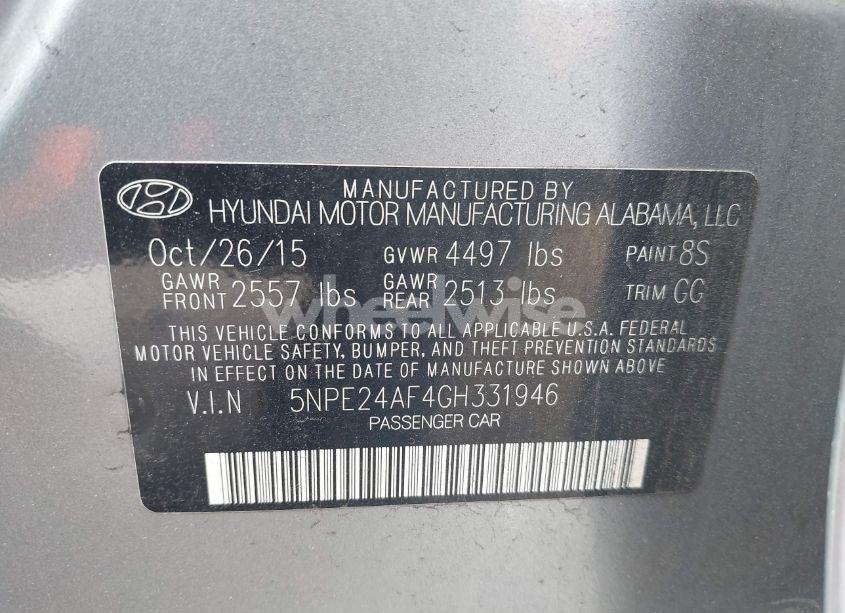 MANUFACTURED BY
HYUNDAI MOTOR MANUFACTURING ALABAMA, LLC
Oct/26/15 GVWR 4497 lbs PAINT 8S
GAWR FRONT 2557 lbs GAWR REAR 2513 lbs TRIM GG
THIS VEHICLE CONFORMS TO ALL APPLICABLE U.S.A. FEDERAL
MOTOR VEHICLE SAFETY, BUMPER, AND THEFT PREVENTION STANDARDS
IN EFFECT ON THE DATE OF MANUFACTURE SHOWN ABOVE
V.I.N 5NPE24AF4GH331946
PASSENGER CAR
wheelwise